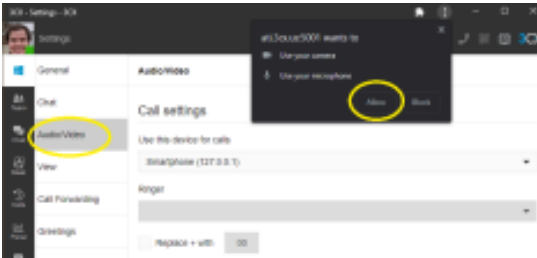 3CX - Settings - 3CX
Settings
wants to
Use your camera
Use your microphone
Allow
Block
General
Audio/Video
Chat
Call settings
Audio/Video
Use this device for calls
View
Smartphone (127.0.0.1)
Ringer
Call Forwarding
Greetings
Replace + with
00